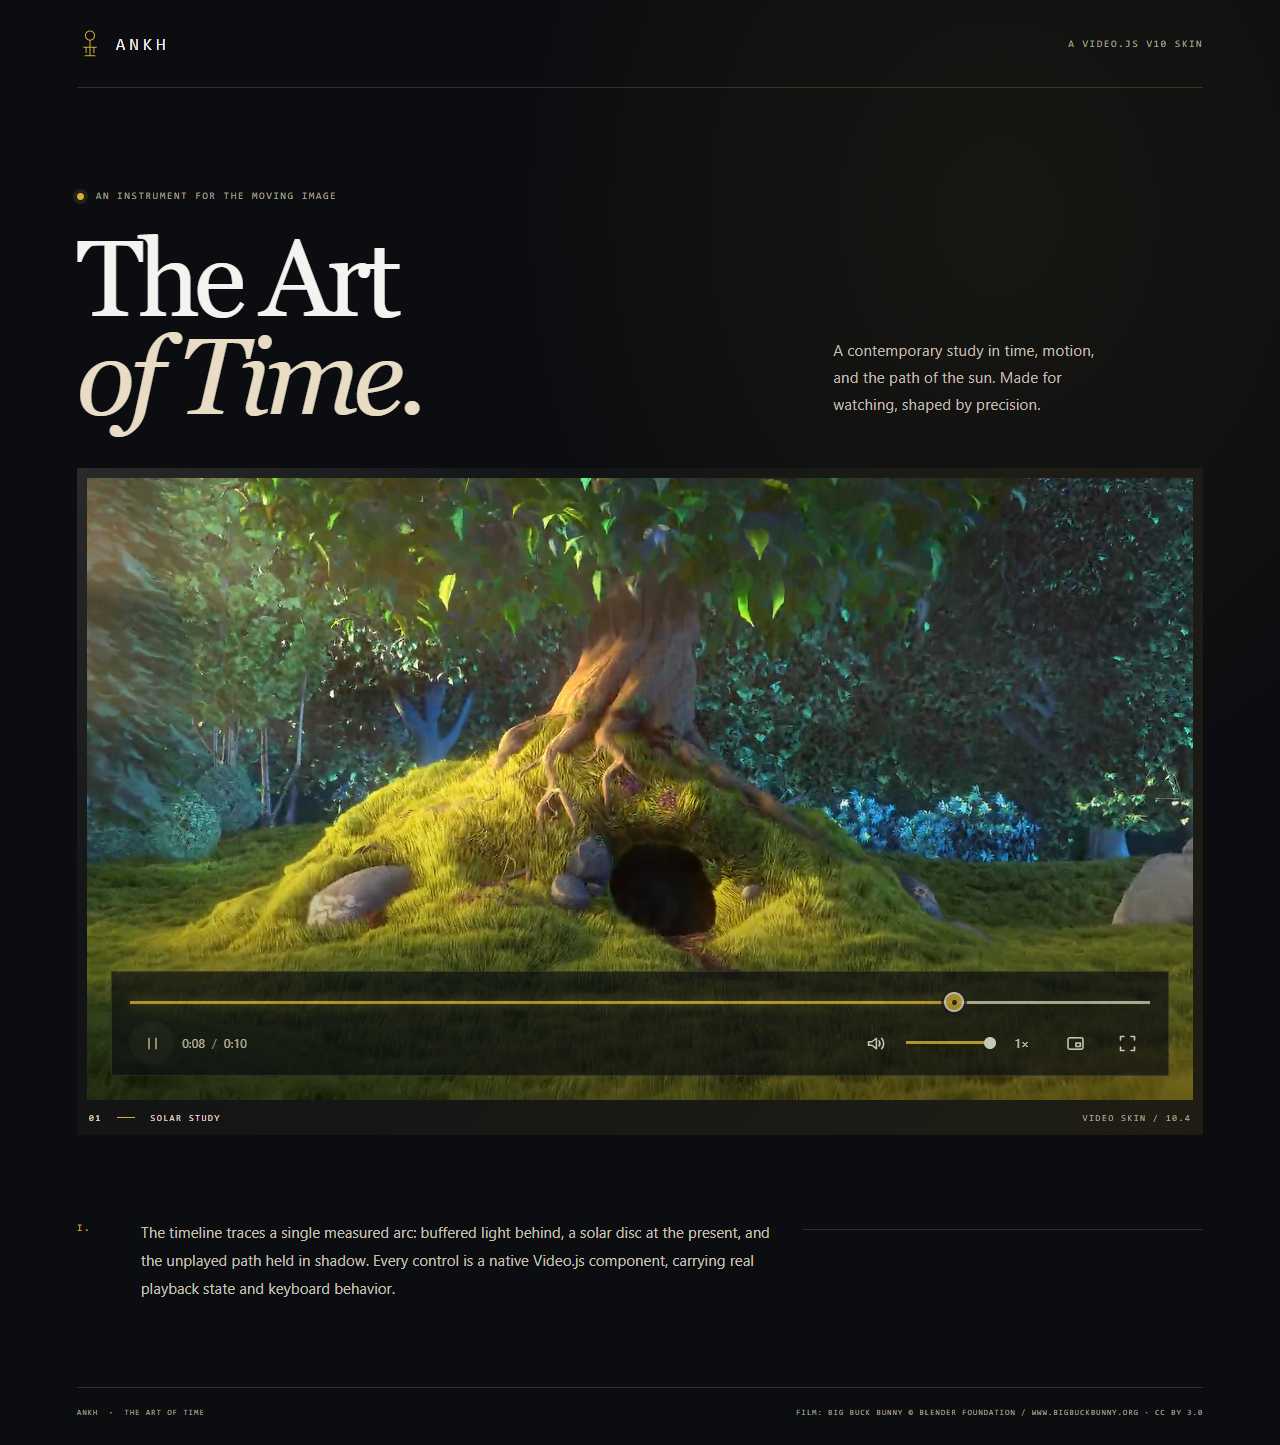 ANKH
A VIDEO.JS V10 SKIN
AN INSTRUMENT FOR THE MOVING IMAGE
The Art
of Time.
A contemporary study in time, motion,
and the path of the sun. Made for
watching, shaped by precision.
0:08 / 0:10
1×
01 — SOLAR STUDY
VIDEO SKIN / 10.4
I.
The timeline traces a single measured arc: buffered light behind, a solar disc at the present, and
the unplayed path held in shadow. Every control is a native Video.js component, carrying real
playback state and keyboard behavior.
ANKH · THE ART OF TIME
FILM: BIG BUCK BUNNY © BLENDER FOUNDATION / WWW.BIGBUCKBUNNY.ORG · CC BY 3.0